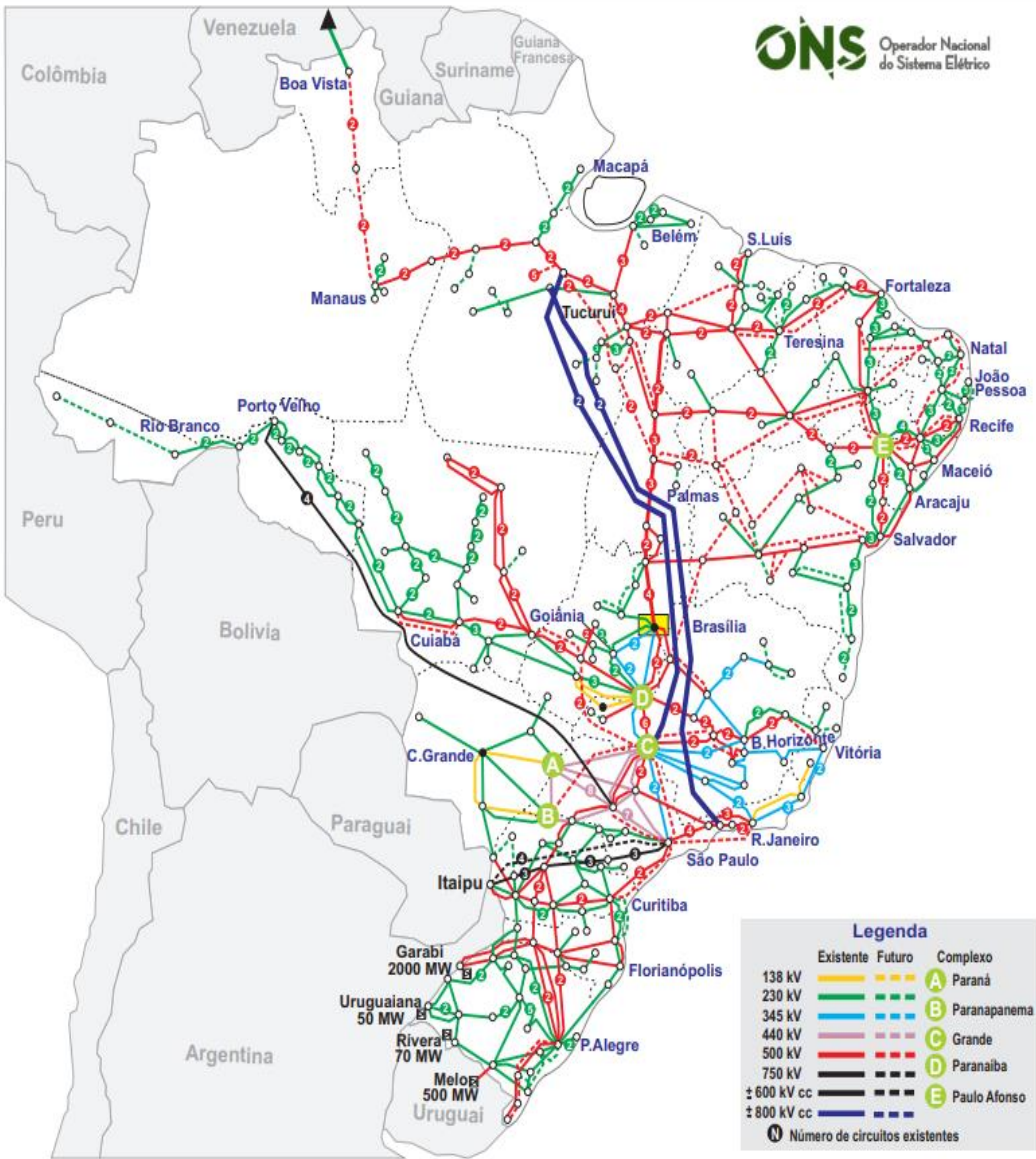 ONS
Operador Nacional
do Sistema Elétrico
Venezuela
Guiana
Francesa
Colômbia
Suriname
Boa Vista
Guiana
Macapá
Belém
S.Luís
Manaus
Fortaleza
Tucuruí
Teresina
Natal
João
Pessoa
Porto Velho
Rio Branco
Recife
E
Maceió
Palmas
Aracaju
Peru
Salvador
Goiânia
Brasília
Bolivia
Cuiabá
D
C
B.Horizonte
Vitória
C.Grande
A
B
Chile
Paraguai
R.Janeiro
São Paulo
Itaipu
Curitiba
Garabi
2000 MW
Florianópolis
Uruguaiana
50 MW
Rivera
70 MW
P.Alegre
Melo
500 MW
Argentina
Uruguai
Legenda
Existente Futuro Complexo
138 kV A Paraná
230 kV
345 kV B Paranapanema
440 kV C Grande
500 kV
750 kV D Paranaíba
± 600 kV cc
± 800 kV cc E Paulo Afonso
N Número de circuitos existentes